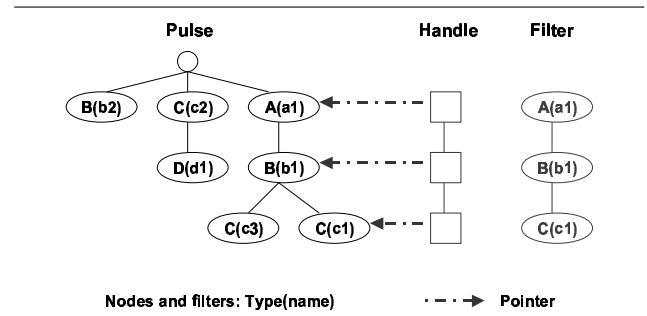 Pulse Handle Filter
B(b2) C(c2) A(a1) A(a1)
D(d1) B(b1) B(b1)
C(c3) C(c1) C(c1)
Nodes and filters: Type(name) Pointer